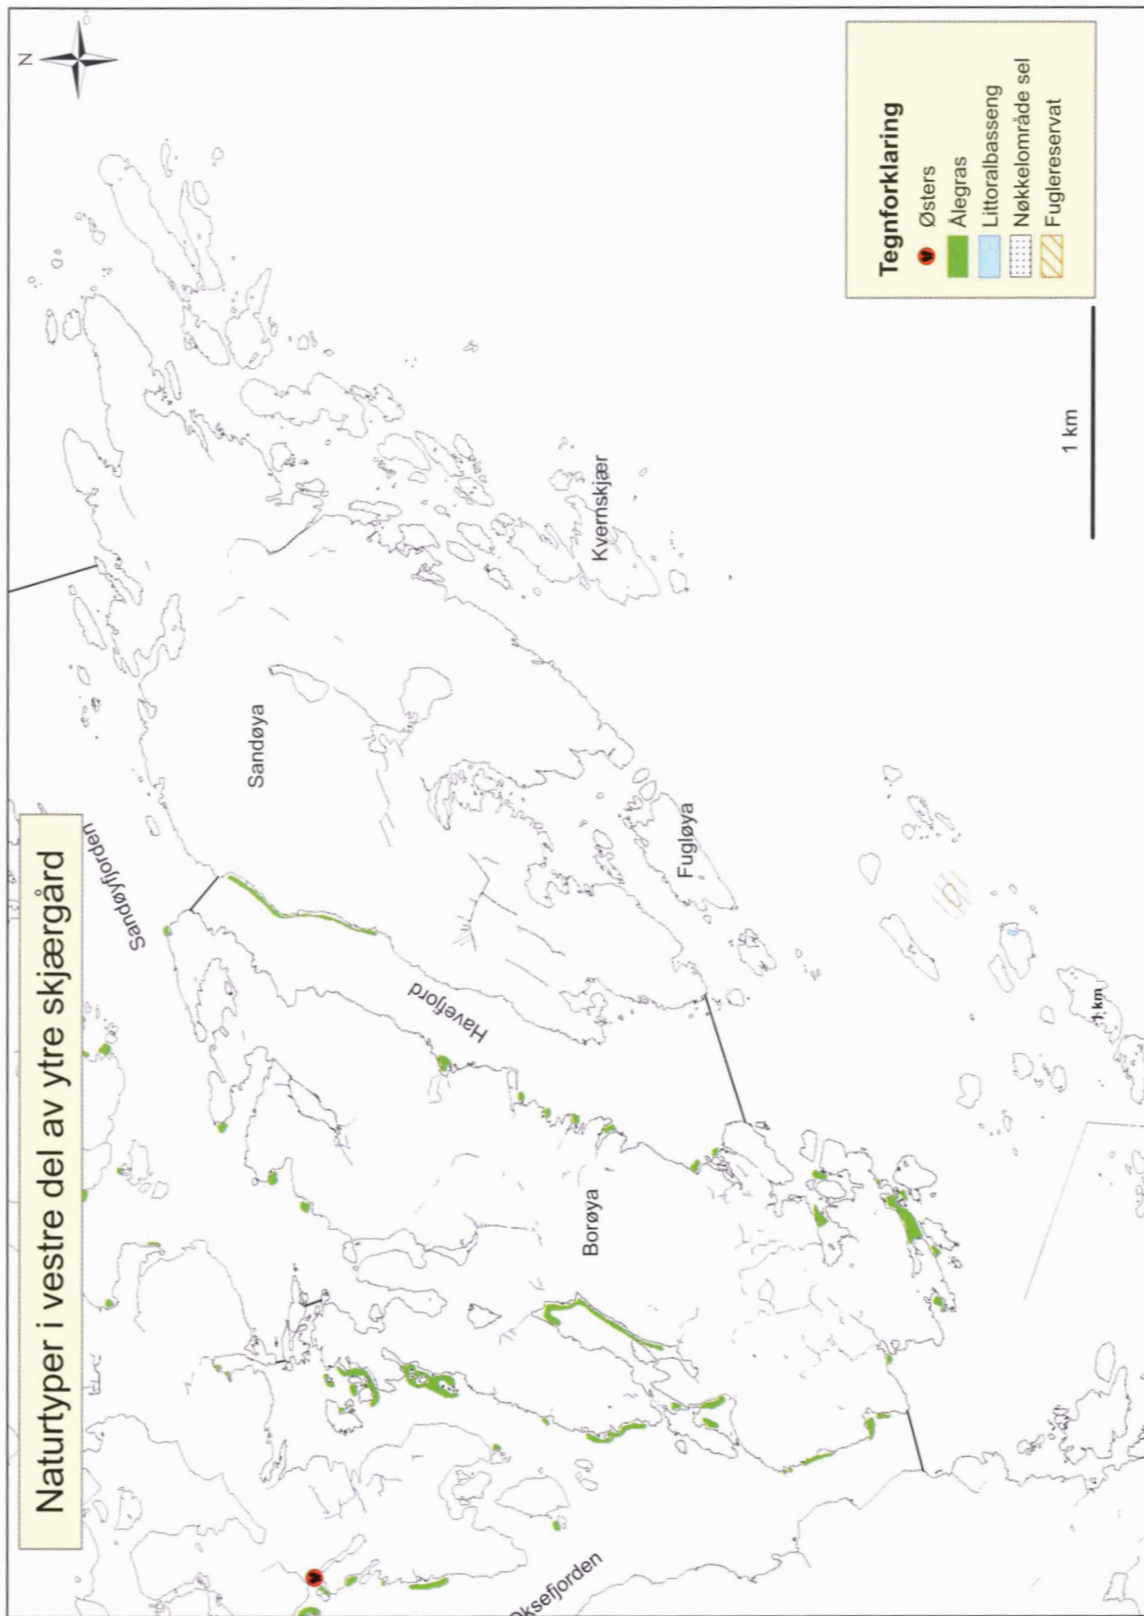 Naturtyper i vestre del av ytre skjærgård
N
Sandøyfjorden
Sandøya
Havefjord
Kvernskjær
Fugløya
Borøya
Oksefjorden
1 km
1 km
Tegnforklaring
Østers
Ålegras
Littoralbasseng
Nøkkelområde sel
Fuglereservat